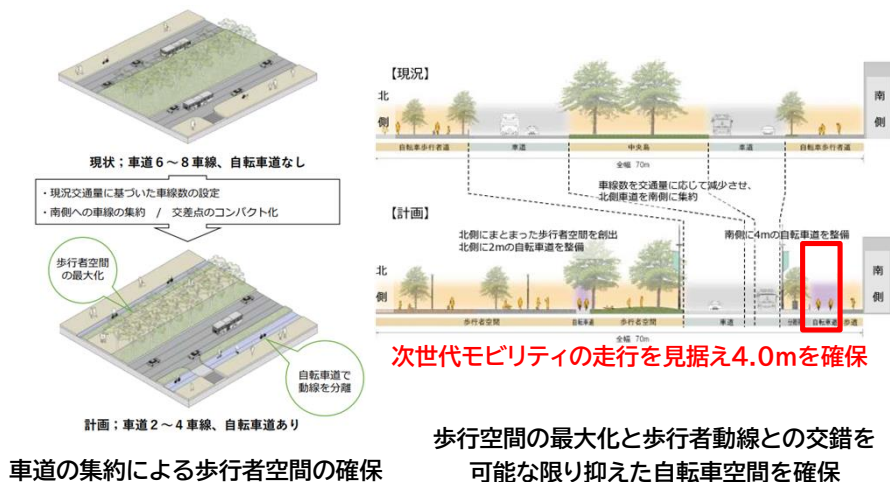 現状；車道６～８車線、自転車道なし
・現況交通量に基づいた車線数の設定
・南側への車線の集約　/　交差点のコンパクト化
歩行者空間
の最大化
自転車道で
動線を分離
計画；車道２～４車線、自転車道あり
車道の集約による歩行者空間の確保
【現況】
北
側
南
側
自転車歩行者道
車道
中央島
車道
自転車歩行者道
全幅 70m
車線数を交通量に応じて減少させ、
北側車道を南側に集約
【計画】
北側にまとまった歩行者空間を創出
北側に2mの自転車道を整備
南側に4mの自転車道を整備
北
側
南
側
歩行者空間
自転車道
歩行者空間
車道
自転車道
歩道
全幅 70m
次世代モビリティの走行を見据え4.0mを確保
歩行空間の最大化と歩行者動線との交錯を
可能な限り抑えた自転車空間を確保